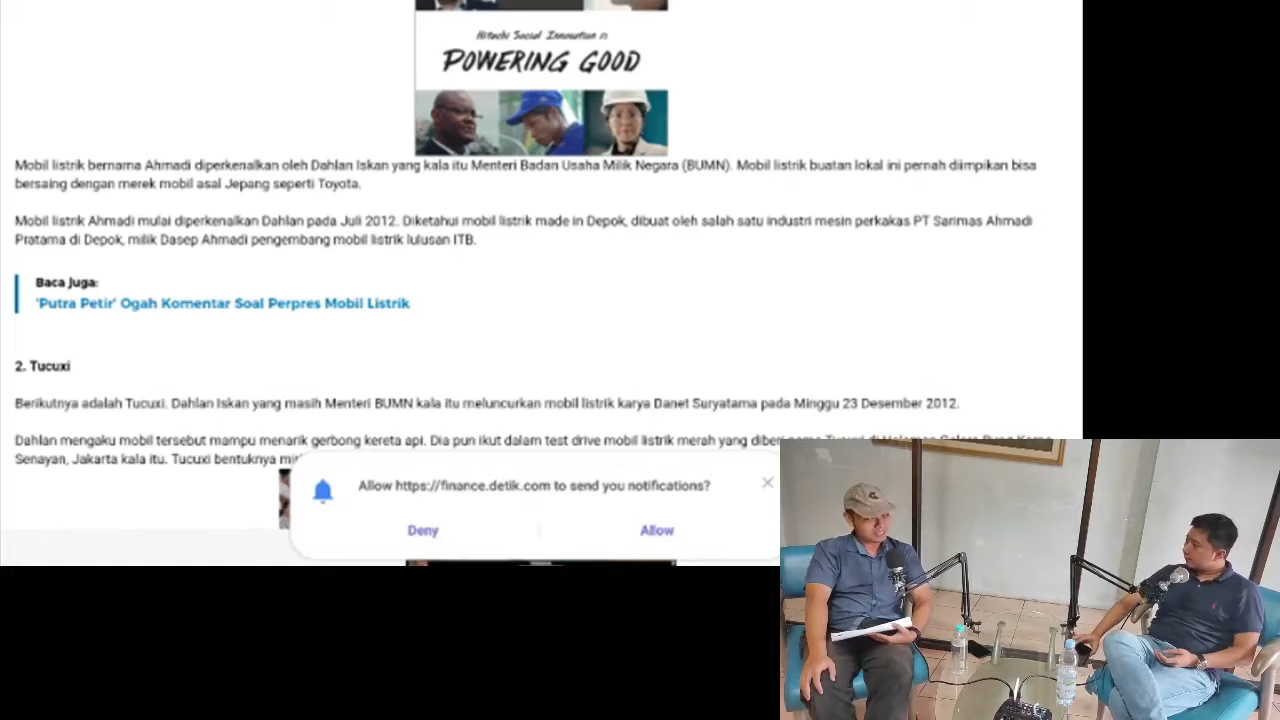 Hitachi Social Innovation is
POWERING GOOD
Mobil listrik bernama Ahmadi diperkenalkan oleh Dahlan Iskan yang kala itu Menteri Badan Usaha Milik Negara (BUMN). Mobil listrik buatan lokal ini pernah diimpikan bisa
bersaing dengan merek mobil asal Jepang seperti Toyota.
Mobil listrik Ahmadi mulai diperkenalkan Dahlan pada Juli 2012. Diketahui mobil listrik made in Depok, dibuat oleh salah satu industri mesin perkakas PT Sarimas Ahmadi
Pratama di Depok, milik Dasep Ahmadi pengembang mobil listrik lulusan ITB.
Baca Juga:
'Putra Petir' Ogah Komentar Soal Perpres Mobil Listrik
2. Tucuxi
Berikutnya adalah Tucuxi. Dahlan Iskan yang masih Menteri BUMN kala itu meluncurkan mobil listrik karya Danet Suryatama pada Minggu 23 Desember 2012.
Dahlan mengaku mobil tersebut mampu menarik gerbong kereta api. Dia pun ikut dalam test drive mobil listrik merah yang
Senayan, Jakarta kala itu. Tucuxi bentuknya
Allow https://finance.detik.com to send you notifications?
Deny
Allow